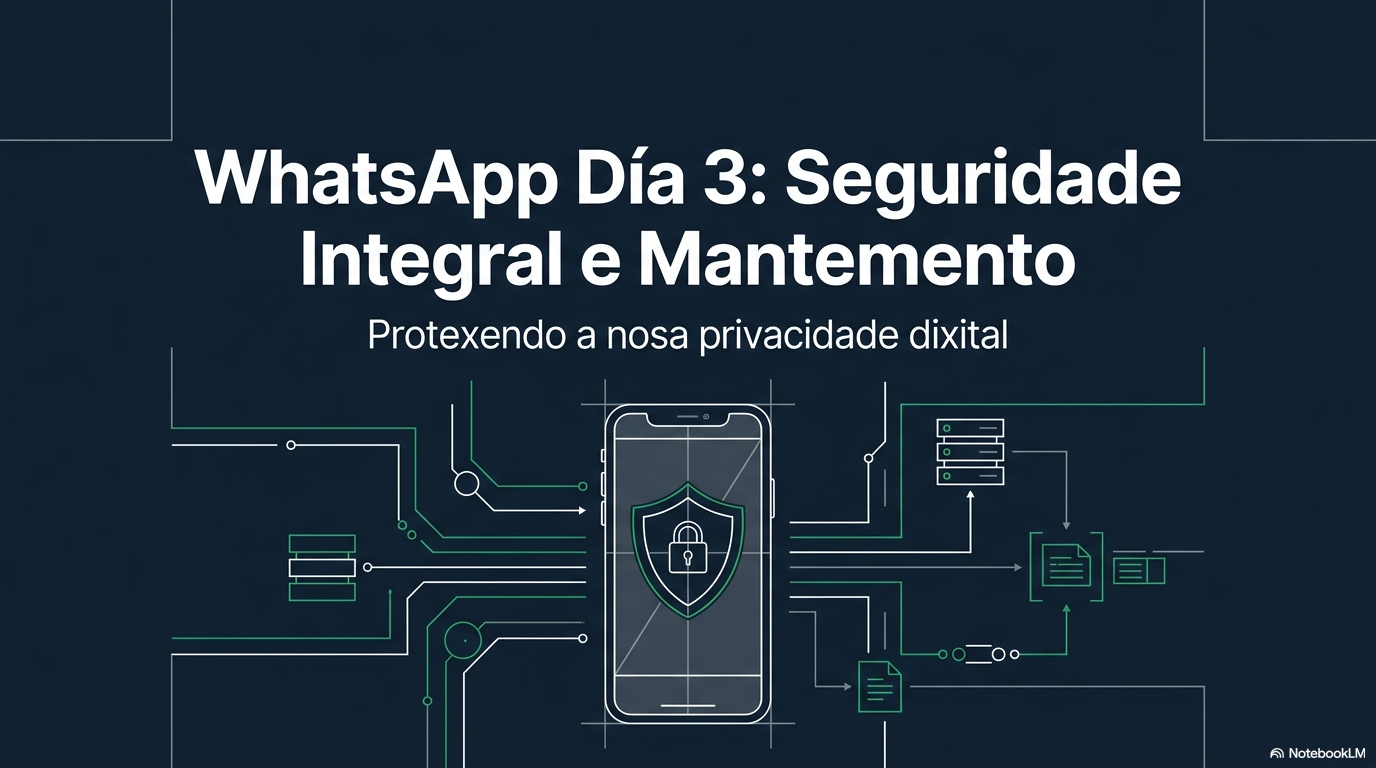 WhatsApp Día 3: Seguridade
Integral e Mantemento
Protexendo a nosa privacidade dixital
NotebookLM